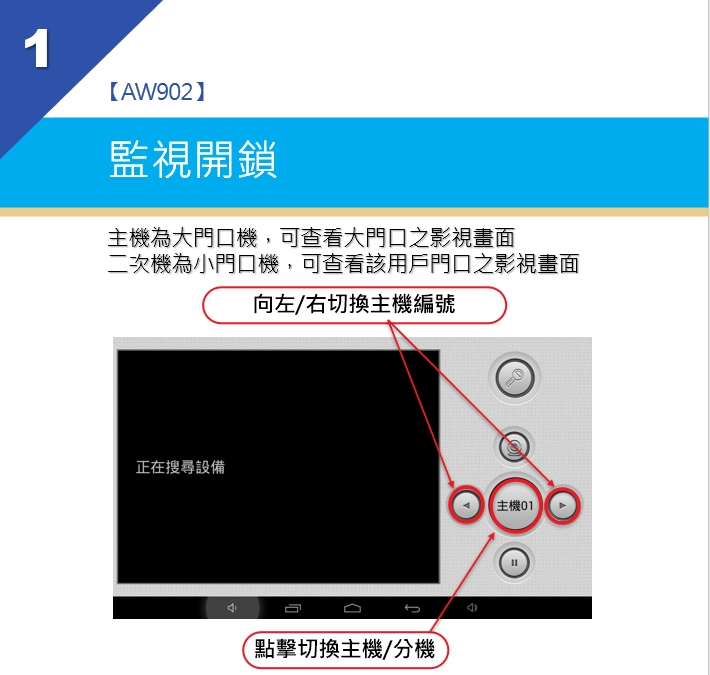 1
【AW902】
監視開鎖
主機為大門口機，可查看大門口之影視畫面
二次機為小門口機，可查看該用戶門口之影視畫面
向左/右切換主機編號
正在搜尋設備
主機01
點擊切換主機/分機